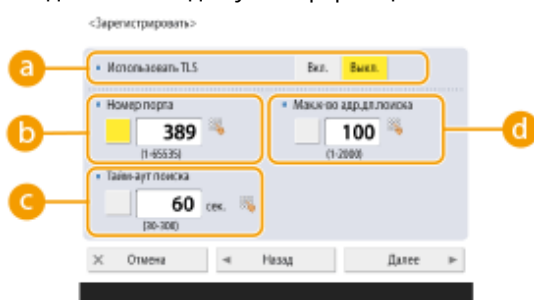 <Зарегистрировать>
a
Использовать TLS
Вкл.
Выкл.
b
Номер порта
389
(1-65535)
Макс.к-во адр.дл.поиска
100
(1-2000)
d
c
Тайм-аут поиска
60 сек.
(30-300)
Отмена
Назад
Далее